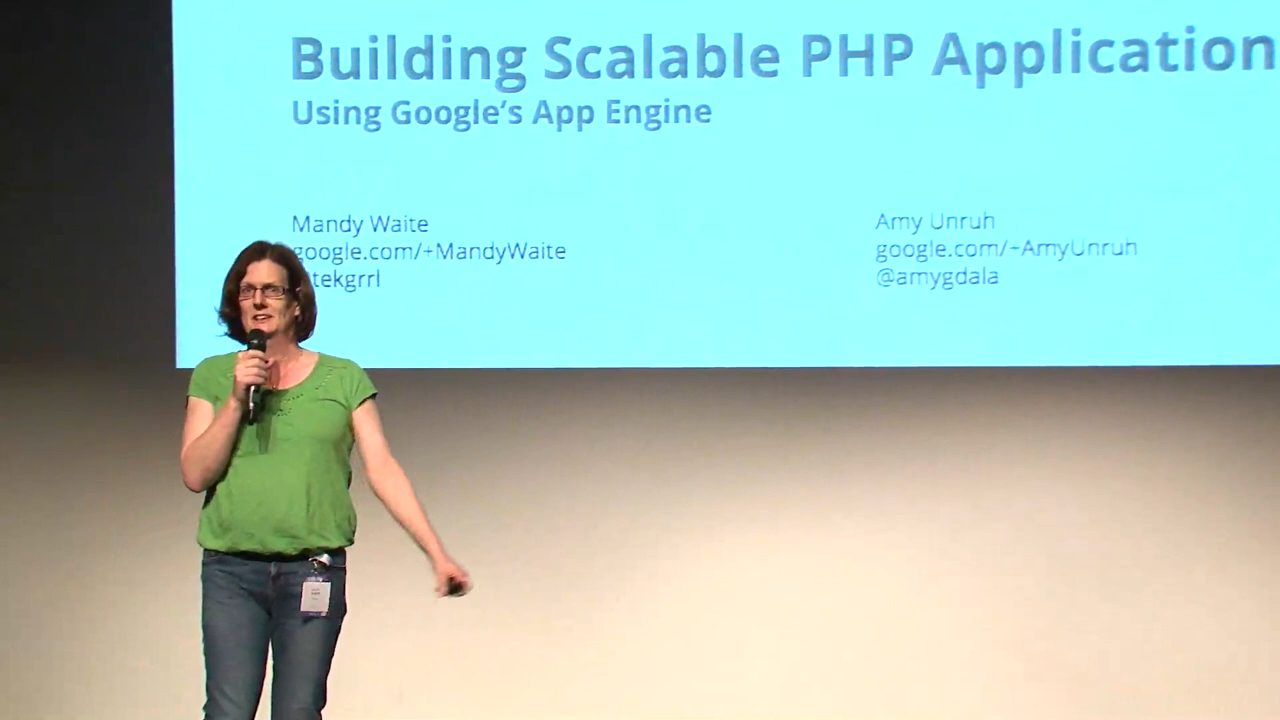 Building Scalable PHP Application
Using Google's App Engine
Mandy Waite
google.com/+MandyWaite
tekgrrl
Amy Unruh
google.com/+AmyUnruh
@amygdala